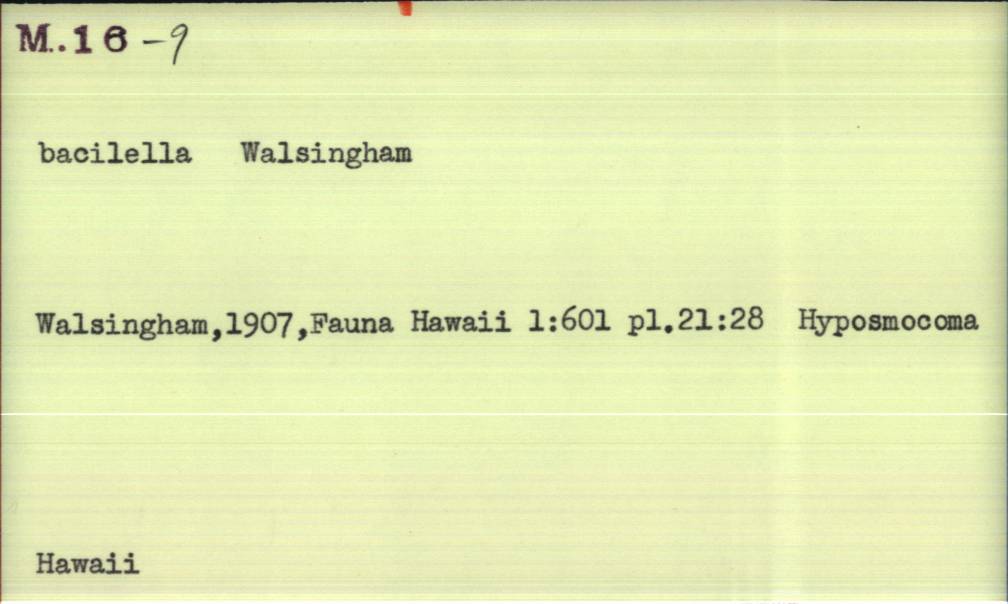 M..16-9
bacilella Walsingham
Walsingham,1907,Fauna Hawaii 1:601 pl.21:28 Hyposmocoma
Hawaii